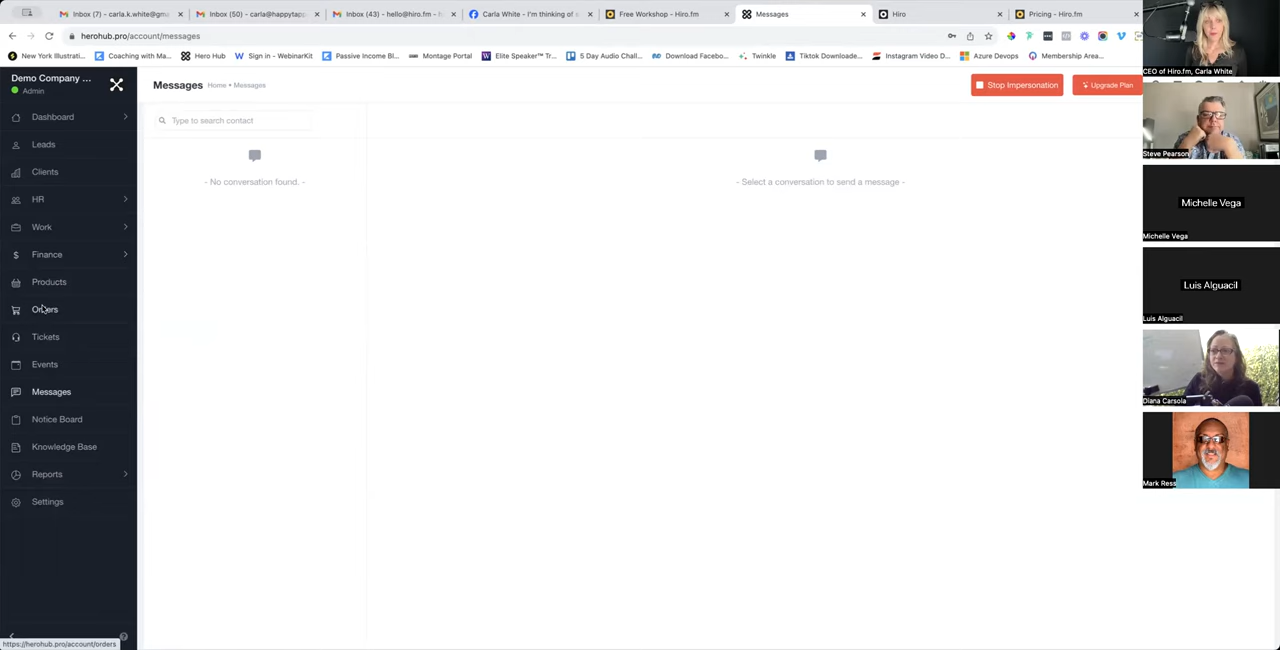 Inbox (7) - carla.k.white@gma
Inbox (50) - carla@happytapp
Inbox (43) - hello@hiro.fm -
Carla White - I'm thinking of s
Free Workshop - Hiro.fm
Messages
Hiro
Pricing - Hiro.fm
herohub.pro/account/messages
New York Illustrati...
Coaching with Ma...
Hero Hub
Sign in - WebinarKit
Passive Income Bl...
Montage Portal
Elite Speaker™ Tr...
5 Day Audio Chall...
Download Facebo...
Twinkle
Tiktok Downloade...
Instagram Video D...
Azure Devops
Membership Area...
Demo Company ...
Admin
Messages Home • Messages
Stop Impersonation
Upgrade Plan
Type to search contact
- No conversation found. -
- Select a conversation to send a message -
Dashboard
Leads
Clients
HR
Work
Finance
Products
Orders
Tickets
Events
Messages
Notice Board
Knowledge Base
Reports
Settings
https://herohub.pro/account/orders
CEO of Hiro.fm, Carla White
Steve Pearson
Michelle Vega
Michelle Vega
Luis Alguacil
Luis Alguacil
Diana Carsola
Mark Ress